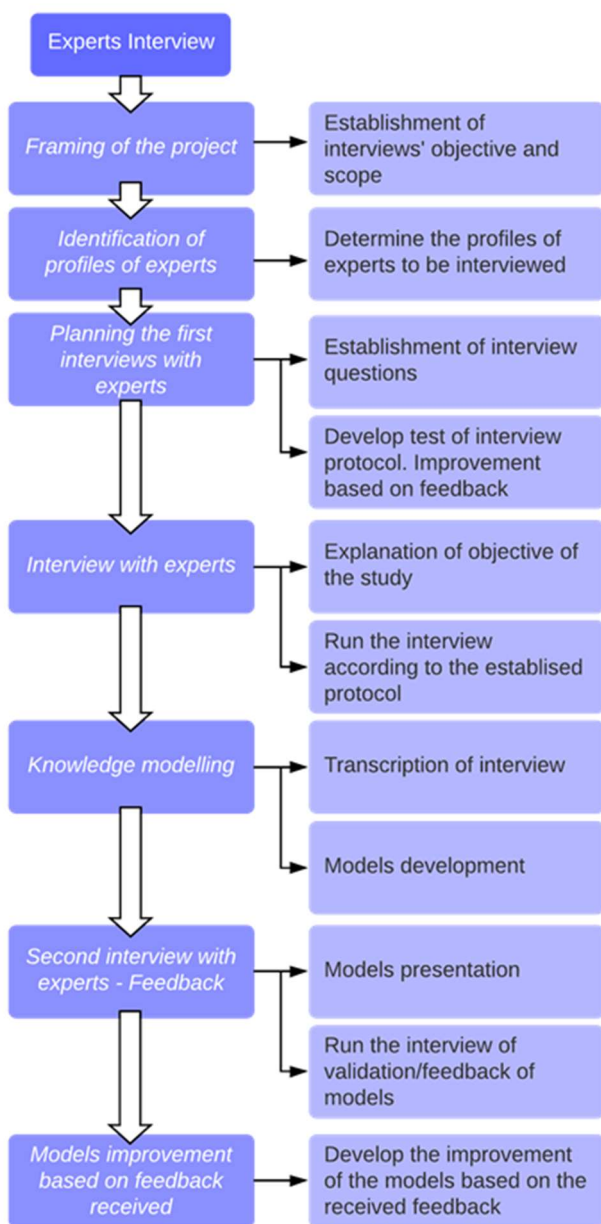 Experts Interview
Framing of the project
Establishment of
interviews' objective and
scope
Identification of
profiles of experts
Determine the profiles of
experts to be interviewed
Planning the first
interviews with
experts
Establishment of interview
questions
Develop test of interview
protocol. Improvement
based on feedback
Interview with experts
Explanation of objective of
the study
Run the interview
according to the establised
protocol
Knowledge modelling
Transcription of interview
Models development
Second interview with
experts - Feedback
Models presentation
Run the interview of
validation/feedback of
models
Models improvement
based on feedback
received
Develop the improvement
of the models based on the
received feedback